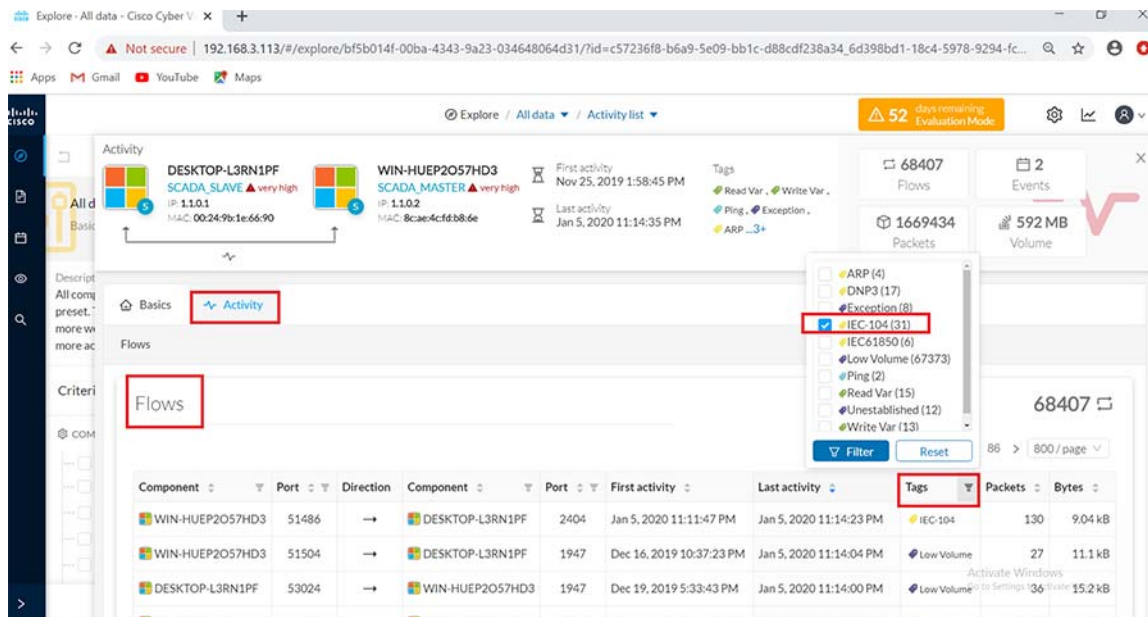 Explore - All data - Cisco Cyber V
Not secure | 192.168.3.113/#/explore/bf5b014f-00ba-4343-9a23-034648064d31/?id=c57236f8-b6a9-5e09-bb1c-d88cdf238a34_6d398bd1-18c4-5978-9294-fc...
Apps Gmail YouTube Maps
cisco
Explore / All data / Activity list
52 days remaining Evaluation Mode
Activity
DESKTOP-L3RN1PF
SCADA_SLAVE very high
IP: 1.1.0.1
MAC: 00:24:9b:1e:66:90
WIN-HUEP2O57HD3
SCADA_MASTER very high
IP: 1.1.0.2
MAC: 8c:ae:4c:fd:b8:6e
First activity
Nov 25, 2019 1:58:45 PM
Last activity
Jan 5, 2020 11:14:35 PM
Tags
Read Var , Write Var ,
Ping , Exception ,
ARP ...3+
68407
Flows
2
Events
1669434
Packets
592 MB
Volume
All d
Basic
Descript
All comp
preset.
more we
more ac
Criteri
COM
Basics Activity
Flows
Flows
68407
ARP (4)
DNP3 (17)
Exception (8)
IEC-104 (31)
IEC61850 (6)
Low Volume (67373)
Ping (2)
Read Var (15)
Unestablished (12)
Write Var (13)
Filter Reset
86 > 800 / page
Component Port Direction Component Port First activity Last activity Tags Packets Bytes
WIN-HUEP2O57HD3 51486 → DESKTOP-L3RN1PF 2404 Jan 5, 2020 11:11:47 PM Jan 5, 2020 11:14:23 PM IEC-104 130 9.04 kB
WIN-HUEP2O57HD3 51504 → DESKTOP-L3RN1PF 1947 Dec 16, 2019 10:37:23 PM Jan 5, 2020 11:14:04 PM Low Volume 27 11.1 kB
Activate Windows
Go to Settings to activate
DESKTOP-L3RN1PF 53024 → WIN-HUEP2O57HD3 1947 Dec 19, 2019 5:33:43 PM Jan 5, 2020 11:14:00 PM Low Volume 36 15.2 kB